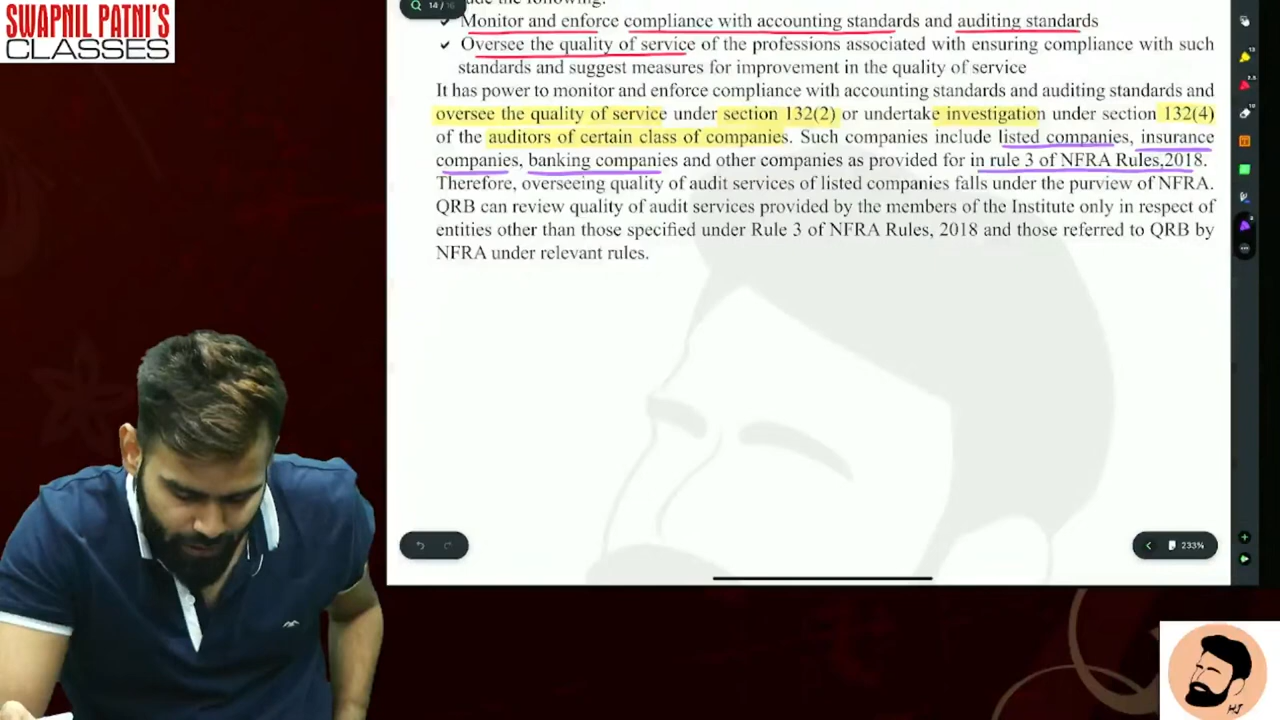 SWAPNIL PATNI'S
CLASSES
14 / 16
ude the following:
✓ Monitor and enforce compliance with accounting standards and auditing standards
✓ Oversee the quality of service of the professions associated with ensuring compliance with such
standards and suggest measures for improvement in the quality of service
It has power to monitor and enforce compliance with accounting standards and auditing standards and
oversee the quality of service under section 132(2) or undertake investigation under section 132(4)
of the auditors of certain class of companies. Such companies include listed companies, insurance
companies, banking companies and other companies as provided for in rule 3 of NFRA Rules,2018.
Therefore, overseeing quality of audit services of listed companies falls under the purview of NFRA.
QRB can review quality of audit services provided by the members of the Institute only in respect of
entities other than those specified under Rule 3 of NFRA Rules, 2018 and those referred to QRB by
NFRA under relevant rules.
233%
HJ